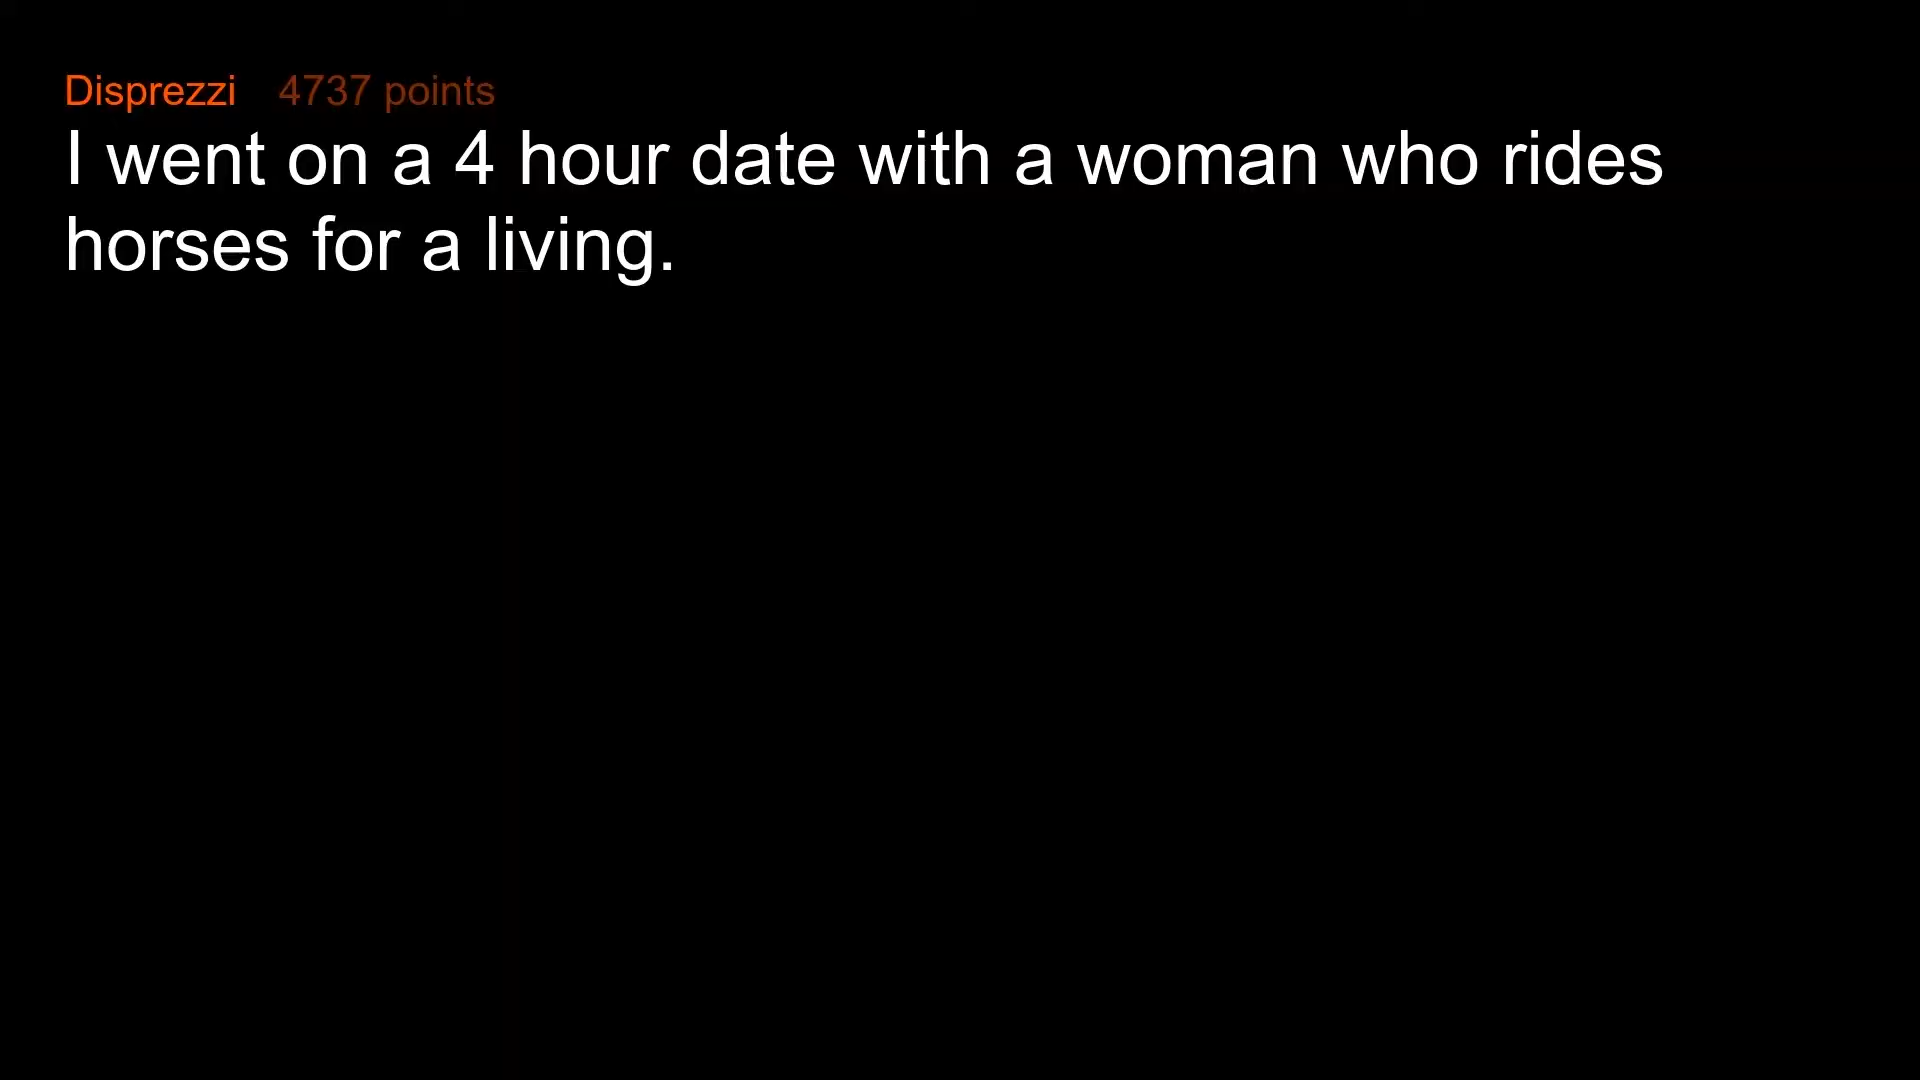 Disprezzi 4737 points
I went on a 4 hour date with a woman who rides
horses for a living.